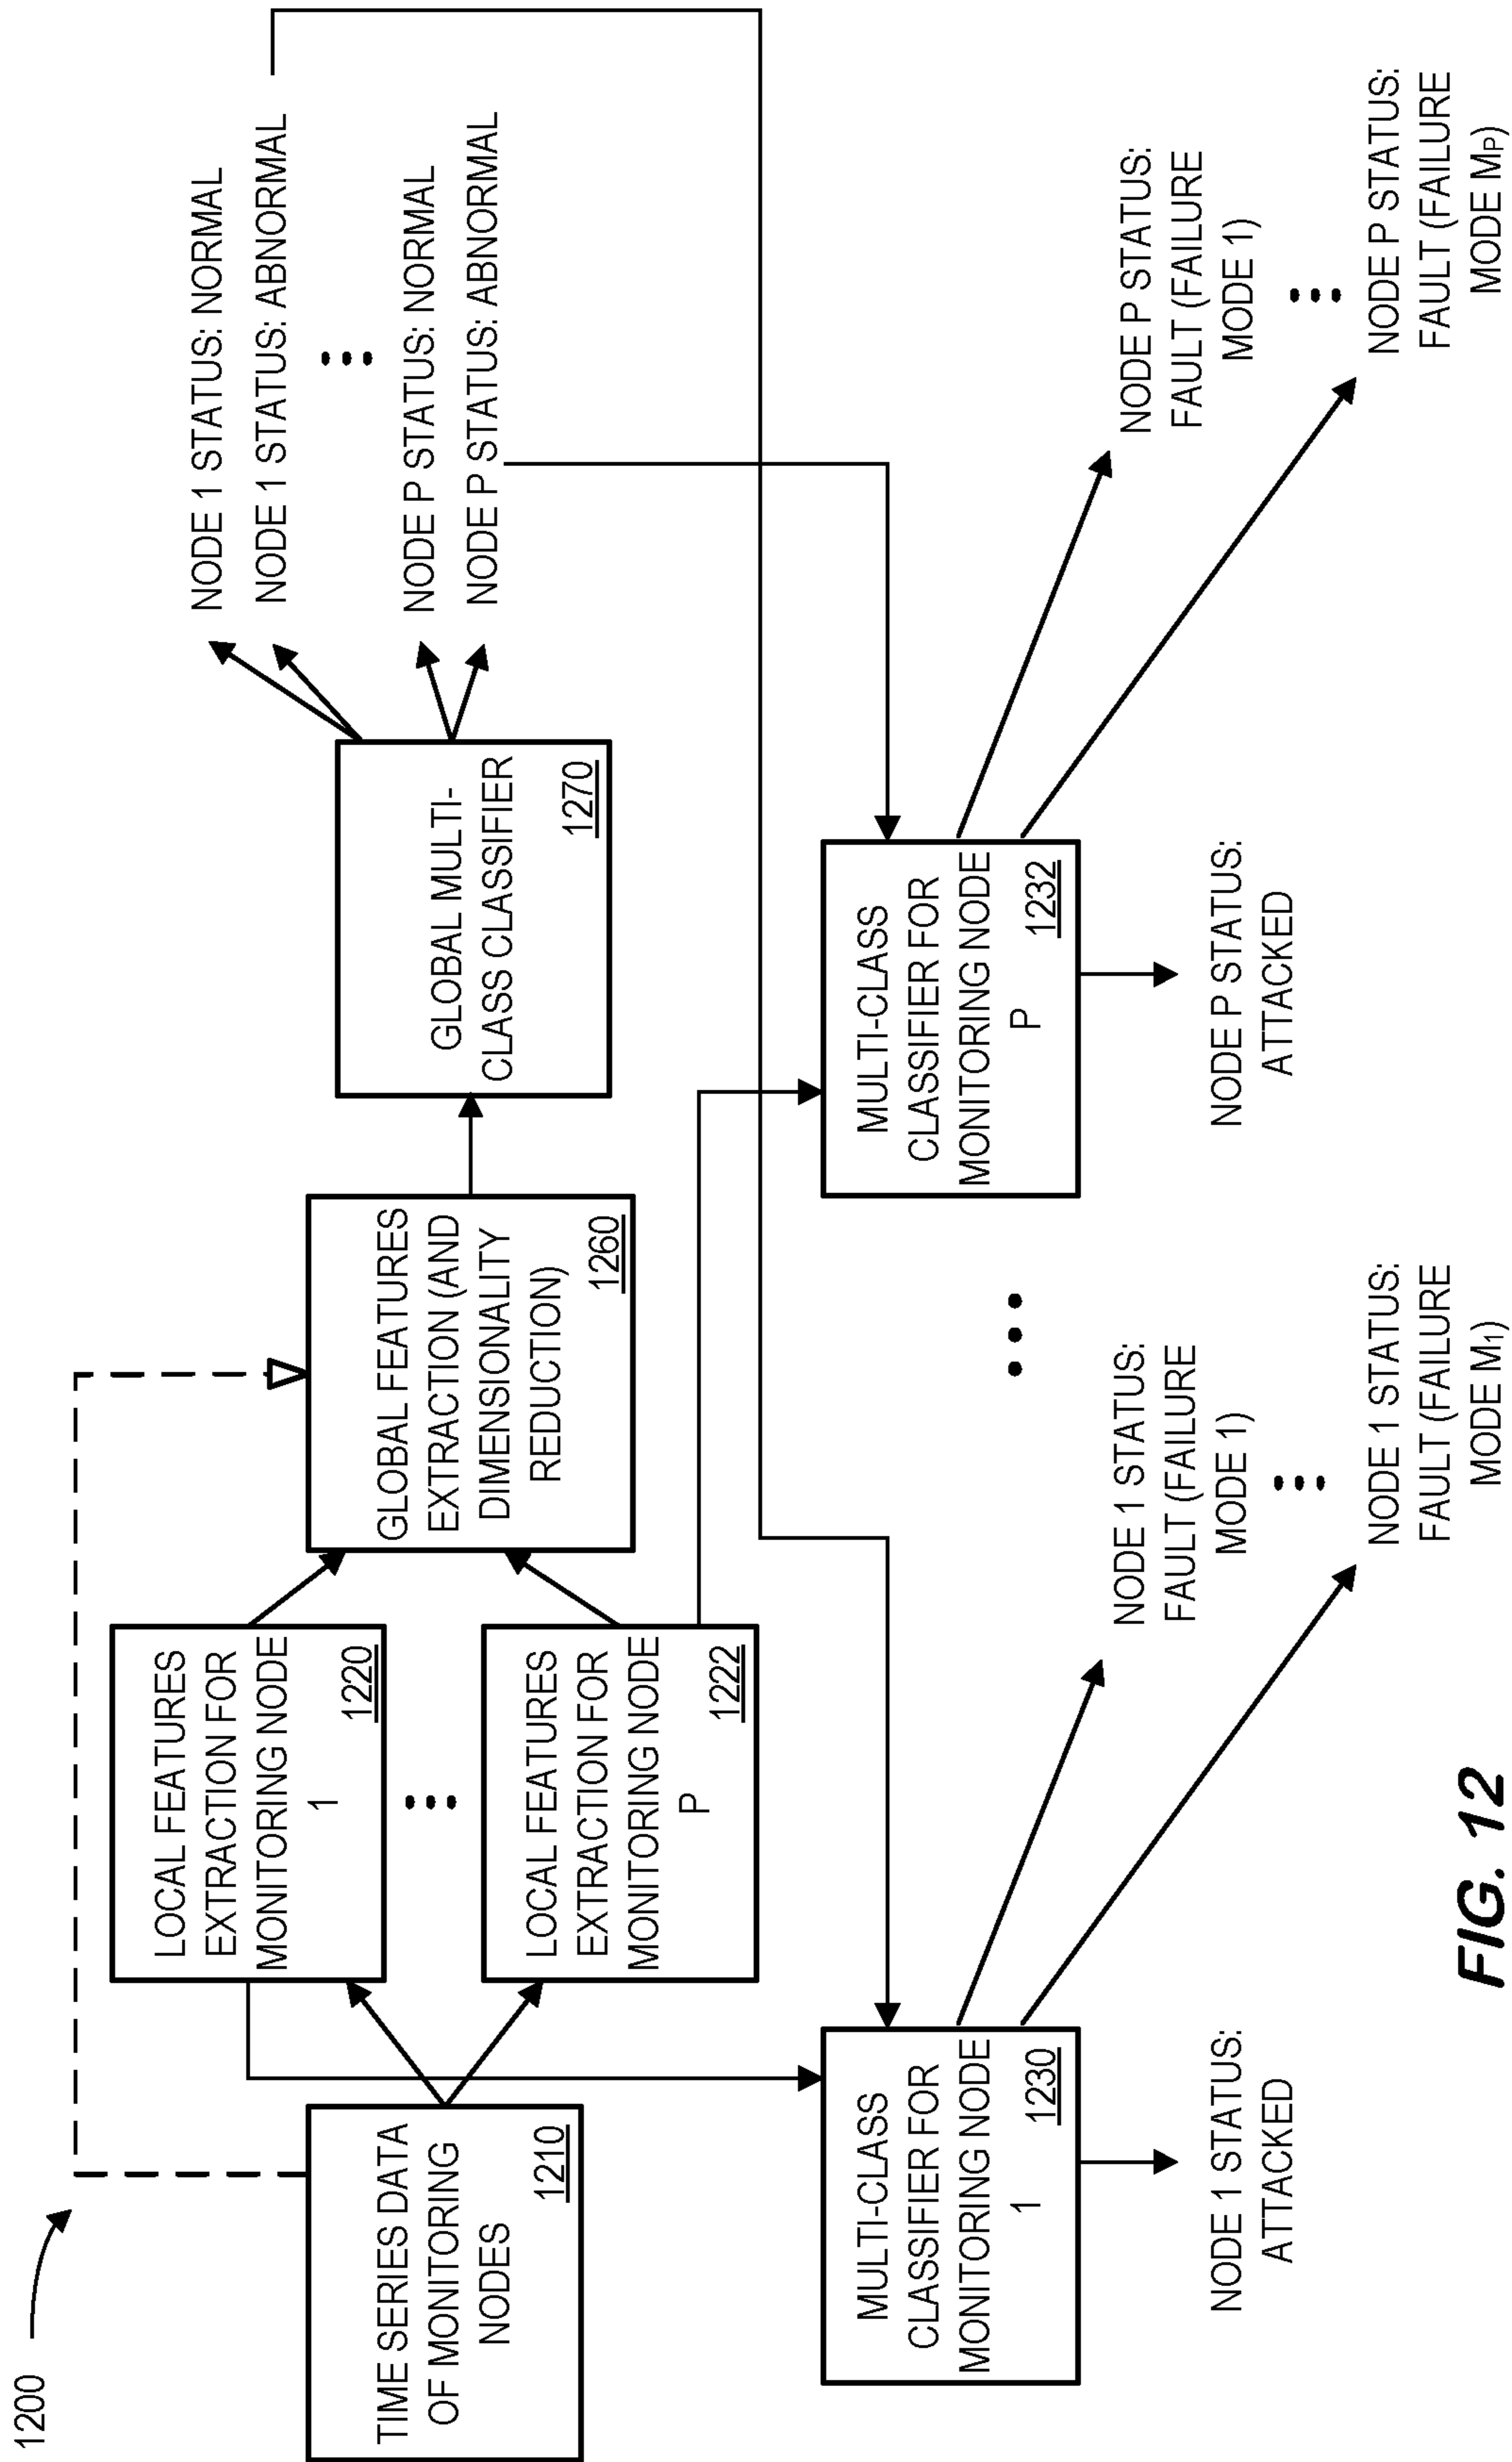 1200
TIME SERIES DATA
OF MONITORING
NODES
1210
LOCAL FEATURES
EXTRACTION FOR
MONITORING NODE
1
1220
LOCAL FEATURES
EXTRACTION FOR
MONITORING NODE
P
1222
GLOBAL FEATURES
EXTRACTION (AND
DIMENSIONALITY
REDUCTION)
1260
GLOBAL MULTI-
CLASS CLASSIFIER
1270
NODE 1 STATUS: NORMAL
NODE 1 STATUS: ABNORMAL
NODE P STATUS: NORMAL
NODE P STATUS: ABNORMAL
MULTI-CLASS
CLASSIFIER FOR
MONITORING NODE
1
1230
NODE 1 STATUS:
ATTACKED
NODE 1 STATUS:
FAULT (FAILURE
MODE 1)
NODE 1 STATUS:
FAULT (FAILURE
MODE M₁)
MULTI-CLASS
CLASSIFIER FOR
MONITORING NODE
P
1232
NODE P STATUS:
ATTACKED
NODE P STATUS:
FAULT (FAILURE
MODE 1)
NODE P STATUS:
FAULT (FAILURE
MODE MP)
FIG. 12